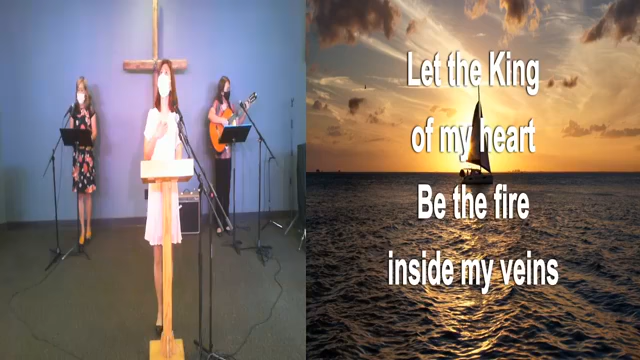 Let the King
of my heart
Be the fire
inside my veins